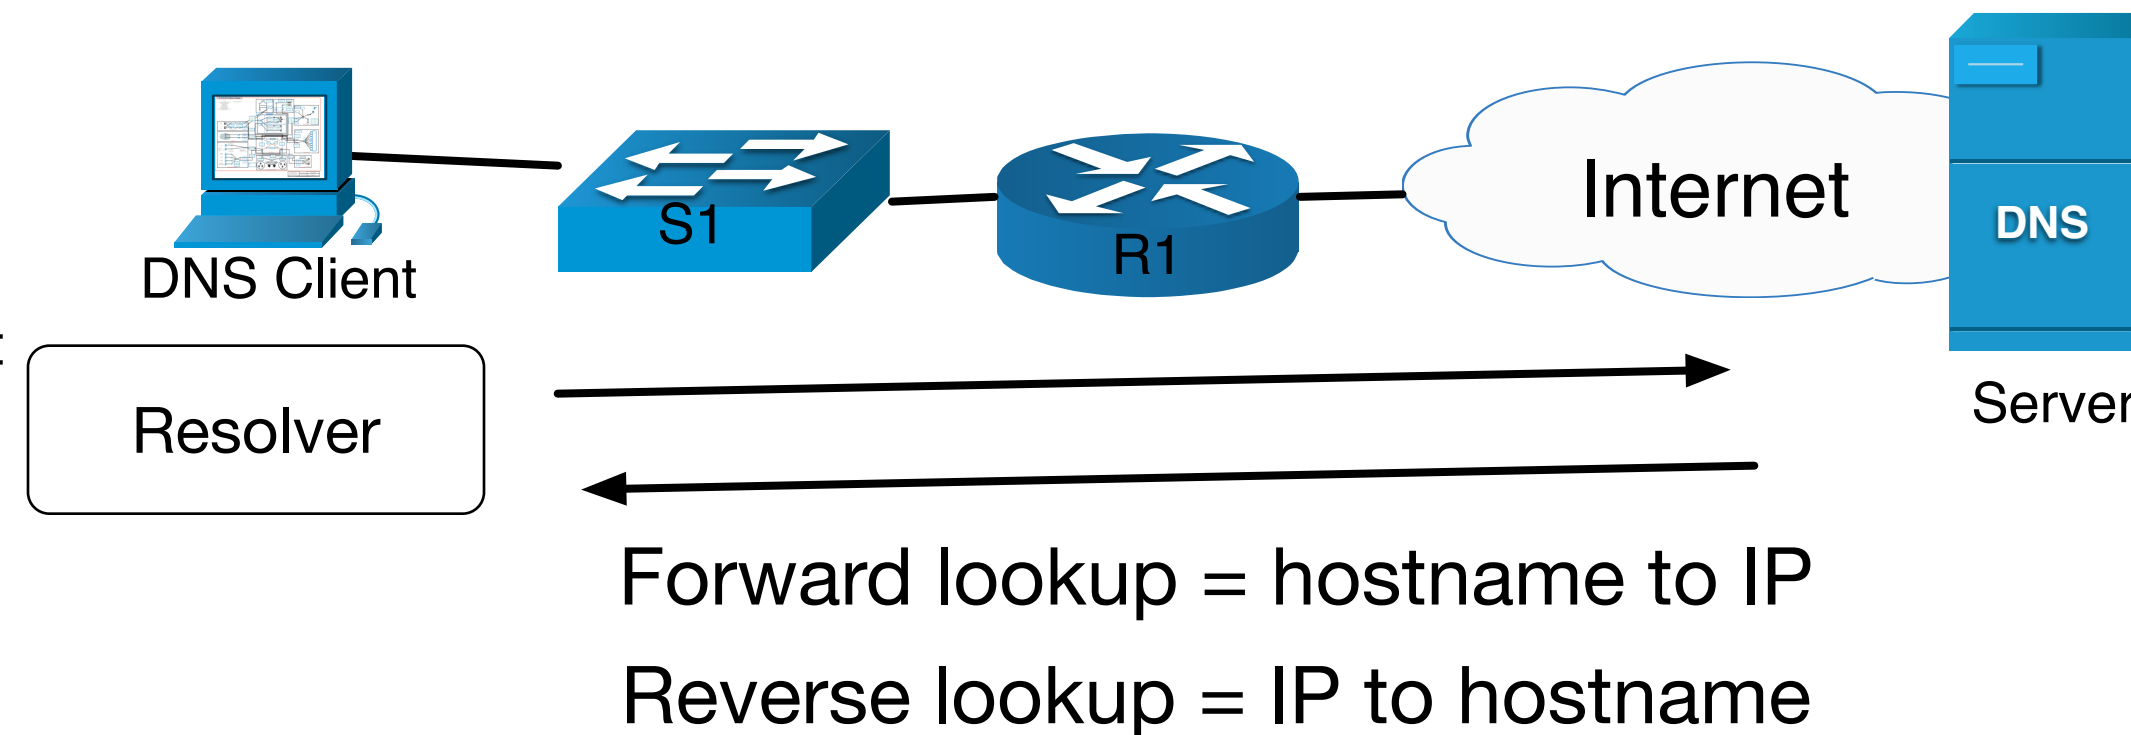 S1
R1
Internet
DNS
DNS Client
Resolver
Server
Forward lookup = hostname to IP
Reverse lookup = IP to hostname